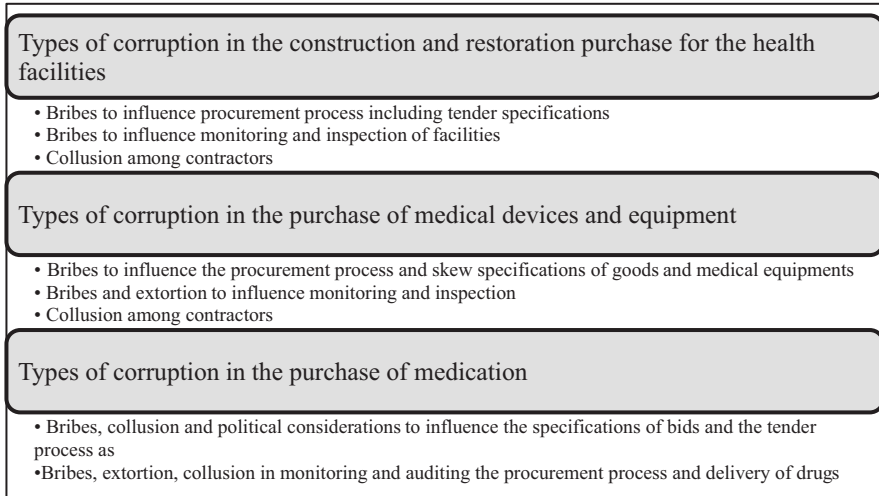 Types of corruption in the construction and restoration purchase for the health
facilities
• Bribes to influence procurement process including tender specifications
• Bribes to influence monitoring and inspection of facilities
• Collusion among contractors
Types of corruption in the purchase of medical devices and equipment
• Bribes to influence the procurement process and skew specifications of goods and medical equipments
• Bribes and extortion to influence monitoring and inspection
• Collusion among contractors
Types of corruption in the purchase of medication
• Bribes, collusion and political considerations to influence the specifications of bids and the tender
process as
•Bribes, extortion, collusion in monitoring and auditing the procurement process and delivery of drugs